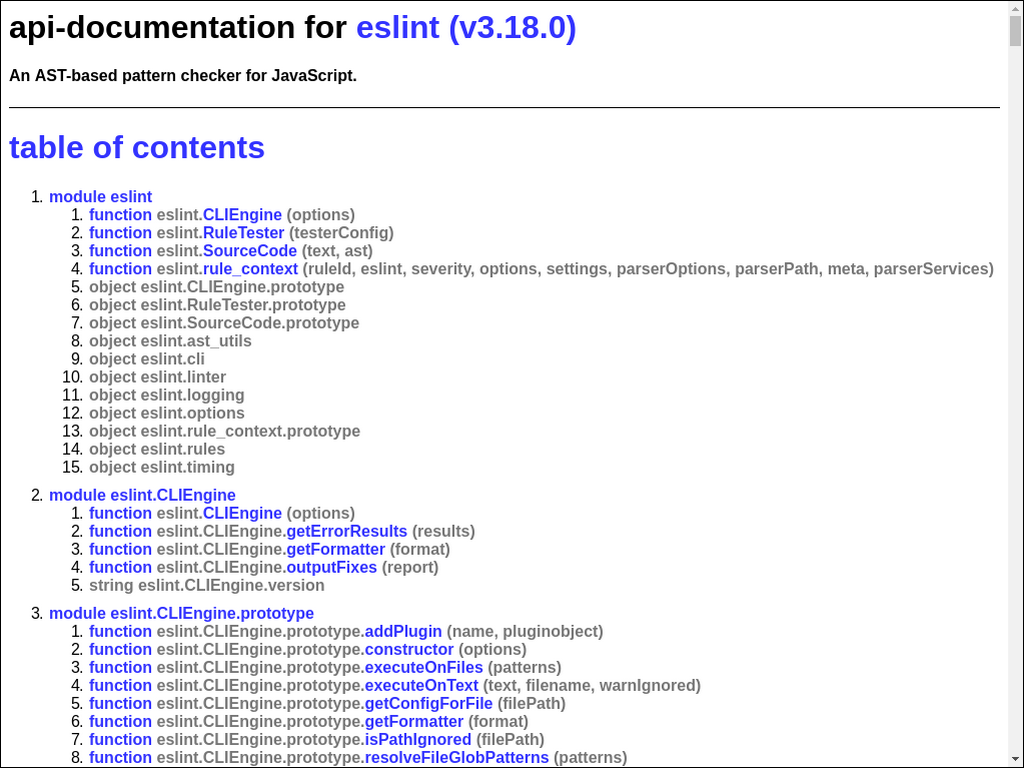 api-documentation for eslint (v3.18.0)
An AST-based pattern checker for JavaScript.
table of contents
1. module eslint
1. function eslint.CLIEngine (options)
2. function eslint.RuleTester (testerConfig)
3. function eslint.SourceCode (text, ast)
4. function eslint.rule_context (ruleId, eslint, severity, options, settings, parserOptions, parserPath, meta, parserServices)
5. object eslint.CLIEngine.prototype
6. object eslint.RuleTester.prototype
7. object eslint.SourceCode.prototype
8. object eslint.ast_utils
9. object eslint.cli
10. object eslint.linter
11. object eslint.logging
12. object eslint.options
13. object eslint.rule_context.prototype
14. object eslint.rules
15. object eslint.timing
2. module eslint.CLIEngine
1. function eslint.CLIEngine (options)
2. function eslint.CLIEngine.getErrorResults (results)
3. function eslint.CLIEngine.getFormatter (format)
4. function eslint.CLIEngine.outputFixes (report)
5. string eslint.CLIEngine.version
3. module eslint.CLIEngine.prototype
1. function eslint.CLIEngine.prototype.addPlugin (name, pluginobject)
2. function eslint.CLIEngine.prototype.constructor (options)
3. function eslint.CLIEngine.prototype.executeOnFiles (patterns)
4. function eslint.CLIEngine.prototype.executeOnText (text, filename, warnIgnored)
5. function eslint.CLIEngine.prototype.getConfigForFile (filePath)
6. function eslint.CLIEngine.prototype.getFormatter (format)
7. function eslint.CLIEngine.prototype.isPathIgnored (filePath)
8. function eslint.CLIEngine.prototype.resolveFileGlobPatterns (patterns)